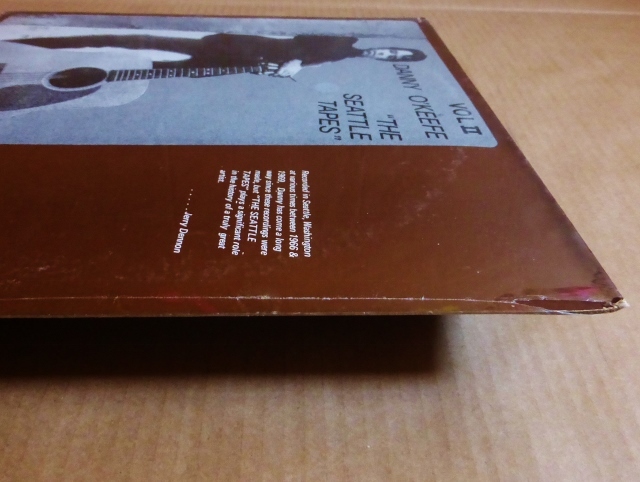 VOL II
DANNY O'KEEFE
"THE
SEATTLE
TAPES"
Recorded in Seattle, Washington
at various times between 1966 &
1969. Danny has come a long
way since these recordings were
made, but "THE SEATTLE
TAPES" plays a significant role
in the history of a truly great
artist.
......Jerry Dennon